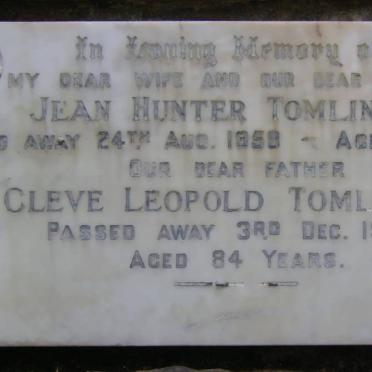 In Loving Memory o
MY DEAR WIFE AND OUR DEAR
JEAN HUNTER TOMLIN
AWAY 24TH AUG. 1958 - AG
OUR DEAR FATHER
CLEVE LEOPOLD TOML
PASSED AWAY 3RD DEC. 1
AGED 84 YEARS.